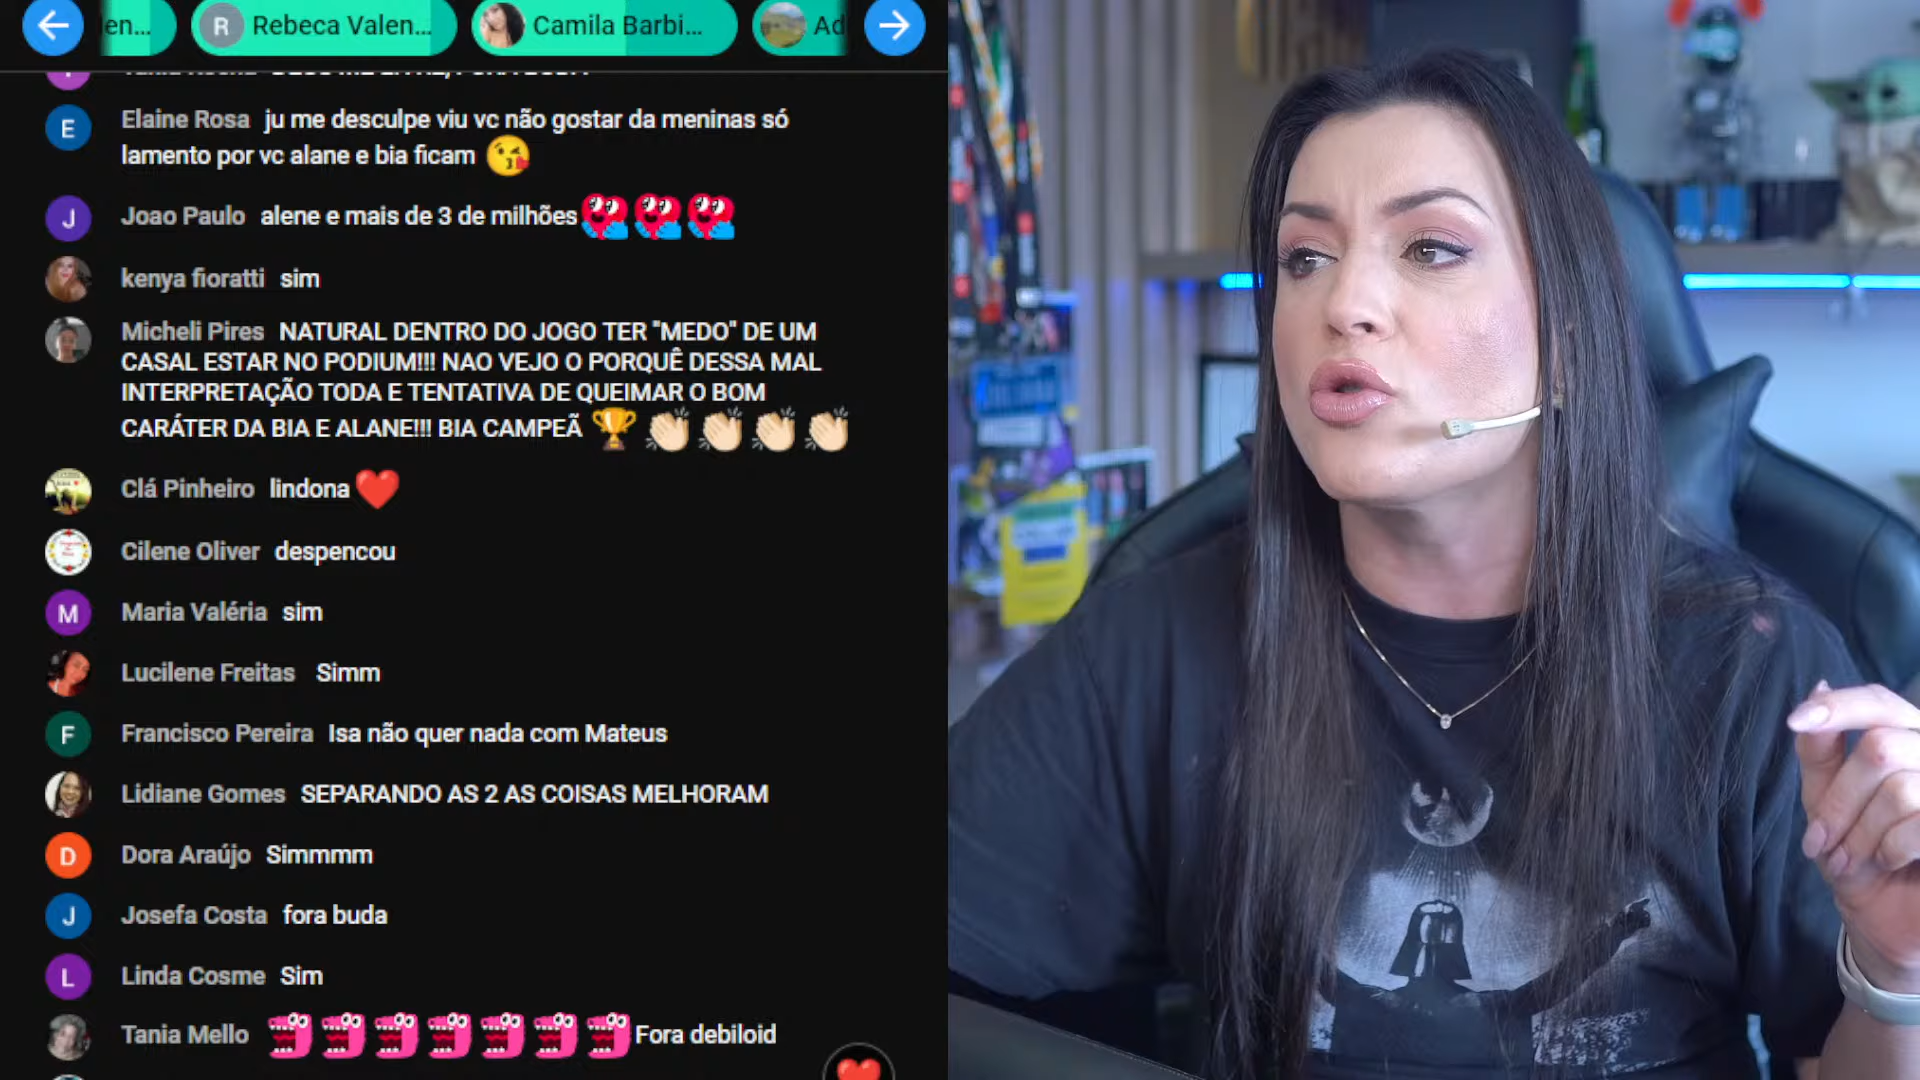 en...
R Rebeca Valen...
Camila Barbi...
Ad
E Elaine Rosa ju me desculpe viu vc não gostar da meninas só
lamento por vc alane e bia ficam
J Joao Paulo alene e mais de 3 de milhões
kenya fioratti sim
Micheli Pires NATURAL DENTRO DO JOGO TER "MEDO" DE UM
CASAL ESTAR NO PODIUM!!! NAO VEJO O PORQUÊ DESSA MAL
INTERPRETAÇÃO TODA E TENTATIVA DE QUEIMAR O BOM
CARÁTER DA BIA E ALANE!!! BIA CAMPEÃ
Clá Pinheiro lindona
Cilene Oliver despencou
M Maria Valéria sim
Lucilene Freitas Simm
F Francisco Pereira Isa não quer nada com Mateus
Lidiane Gomes SEPARANDO AS 2 AS COISAS MELHORAM
D Dora Araújo Simmmm
J Josefa Costa fora buda
L Linda Cosme Sim
Tania Mello Fora debiloid